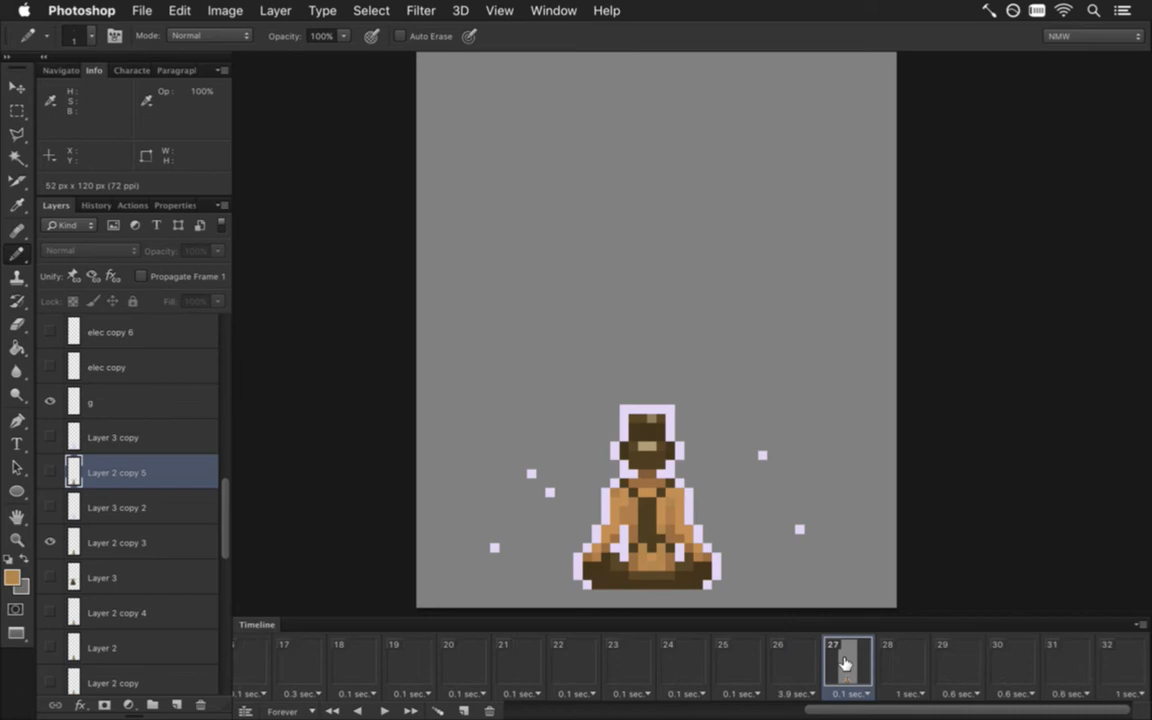 Photoshop File Edit Image Layer Type Select Filter 3D View Window Help
1 Mode: Normal Opacity: 100% Auto Erase NMW
Navigato Info Characte Paragrapl
H: Op: 100%
S:
B:
X: W:
Y: H:
52 px x 120 px (72 ppi)
Layers History Actions Properties
Kind
Normal Opacity: 100%
Unify: Propagate Frame 1
Lock: Fill: 100%
elec copy 6
elec copy
g
Layer 3 copy
Layer 2 copy 5
Layer 3 copy 2
Layer 2 copy 3
Layer 3
Layer 2 copy 4
Layer 2
Layer 2 copy
Timeline
17 18 19 20 21 22 23 24 25 26 27 28 29 30 31 32
.1 sec. 0.3 sec. 0.1 sec. 0.1 sec. 0.1 sec. 0.1 sec. 0.1 sec. 0.1 sec. 0.1 sec. 0.1 sec. 3.9 sec. 0.1 sec. 1 sec. 0.6 sec. 0.6 sec. 0.6 sec. 0.1 sec.
Forever